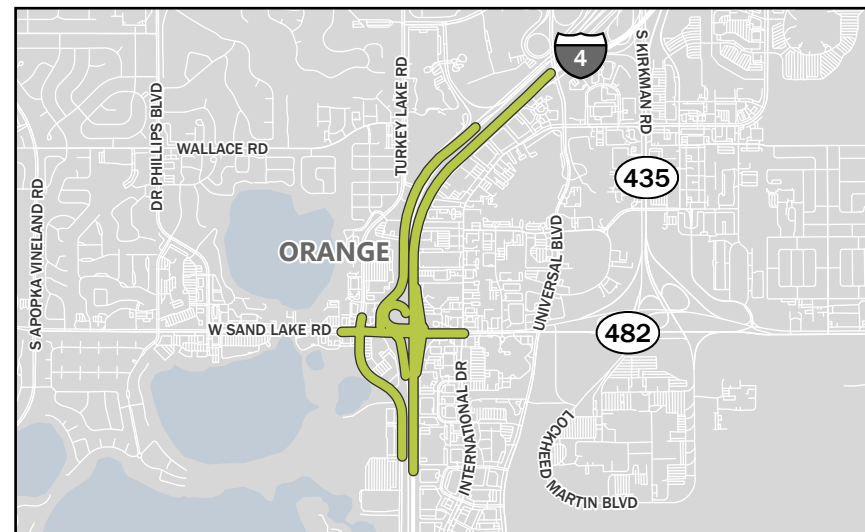 4
S KIRKMAN RD
TURKEY LAKE RD
DR PHILLIPS BLVD
WALLACE RD
435
S APOPKA VINELAND RD
ORANGE
UNIVERSAL BLVD
W SAND LAKE RD
482
INTERNATIONAL DR
LOCKHEED MARTIN BLVD